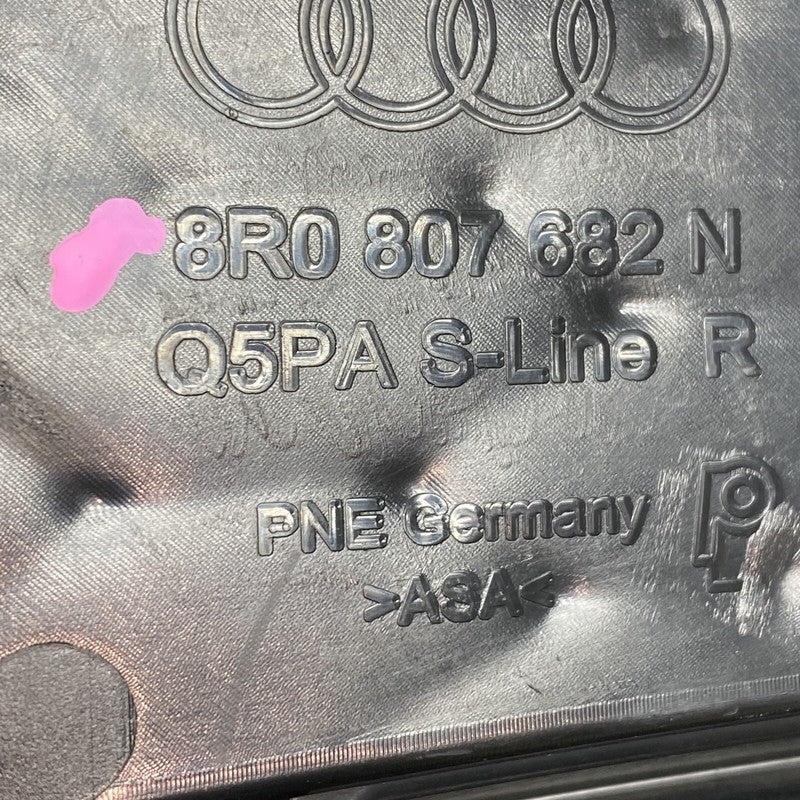 8R0 807 682 N
Q5PA S-Line R
PNE Germany
>ASA<